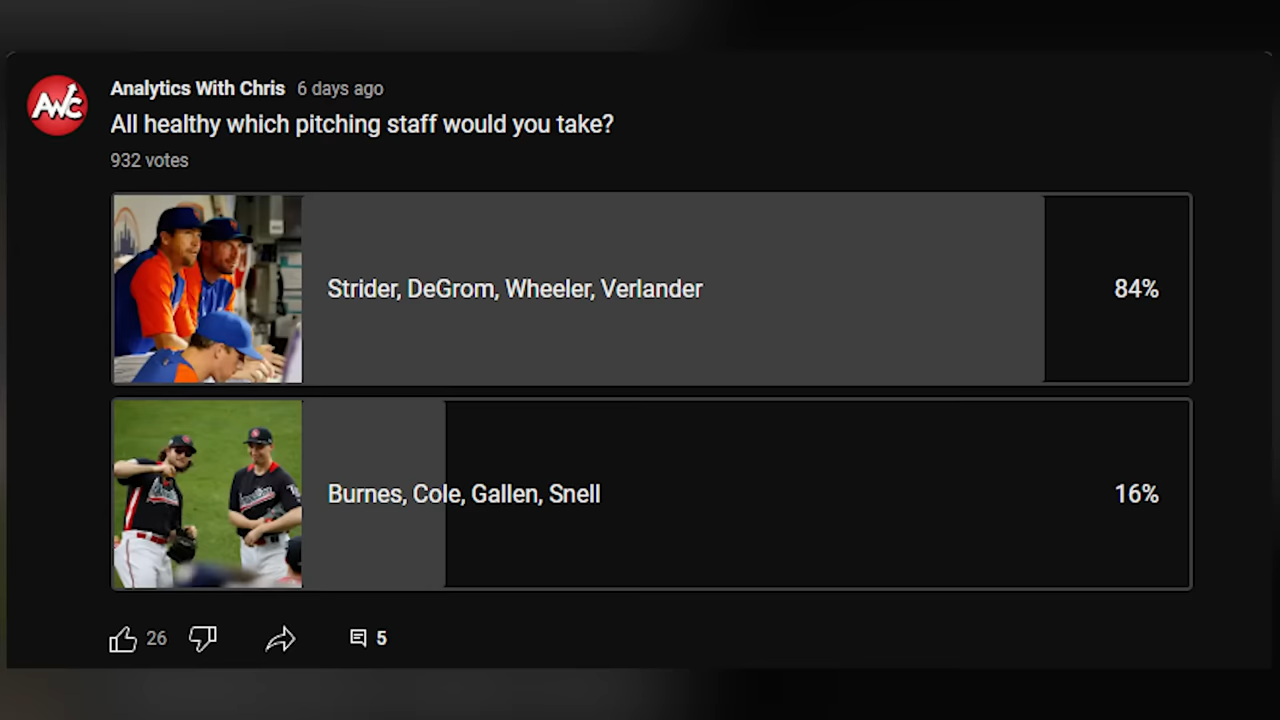 AWC
Analytics With Chris 6 days ago
All healthy which pitching staff would you take?
932 votes
Strider, DeGrom, Wheeler, Verlander
84%
Burnes, Cole, Gallen, Snell
16%
26
5